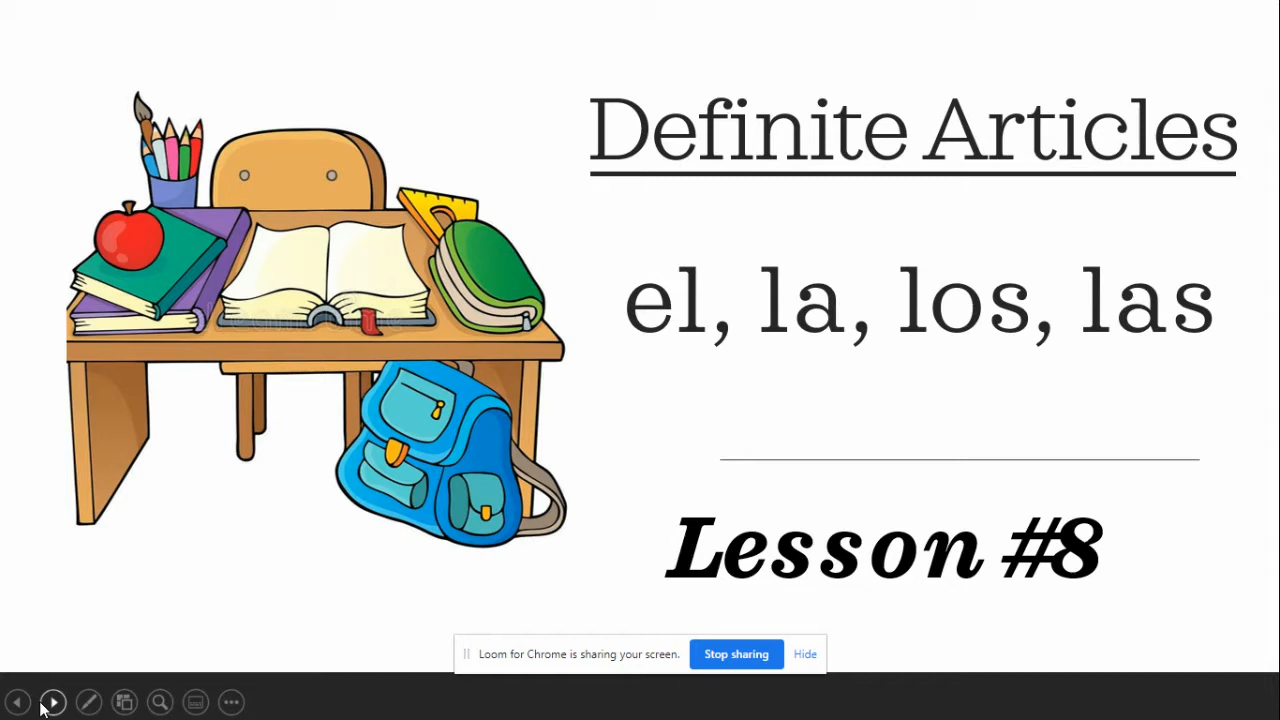 Definite Articles
el, la, los, las
Lesson #8
Loom for Chrome is sharing your screen. Stop sharing Hide